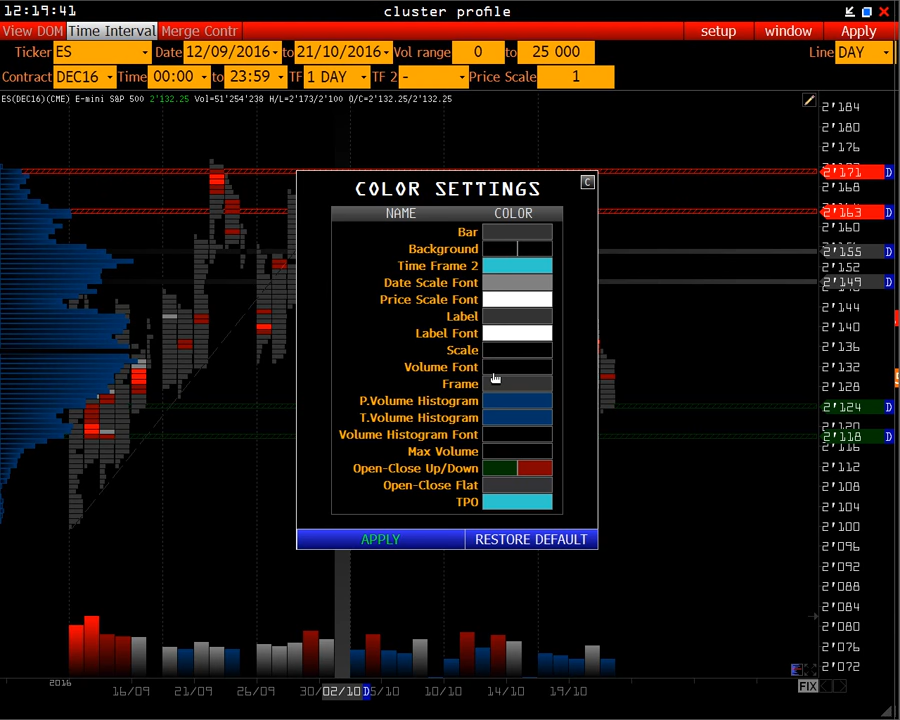 12:19:41
cluster profile
View DOM Time Interval Merge Contr
setup window Apply
Ticker ES Date 12/09/2016 to 21/10/2016 Vol range 0 to 25 000 Line DAY
Contract DEC16 Time 00:00 to 23:59 TF 1 DAY TF 2 - Price Scale 1
ES(DEC16)(CME) E-mini S&P 500 2'132.25 Vol=51'254'238 H/L=2'173/2'100 O/C=2'132.25/2'132.25
2'184
2'180
2'176
2'171 D
2'168
2'163 D
2'160
2'155 D
2'152
2'149 D
2'144
2'140
2'136
2'132
2'128
2'124 D
2'120
2'118 D
2'116
2'112
2'108
2'104
2'100
2'096
2'092
2'088
2'084
2'080
2'076
2'072
COLOR SETTINGS
C
NAME COLOR
Bar
Background
Time Frame 2
Date Scale Font
Price Scale Font
Label
Label Font
Scale
Volume Font
Frame
P.Volume Histogram
T.Volume Histogram
Volume Histogram Font
Max Volume
Open-Close Up/Down
Open-Close Flat
TPO
APPLY RESTORE DEFAULT
2016
16/09 21/09 26/09 30/ 02/10 D 5/10 10/10 14/10 19/10
FIX